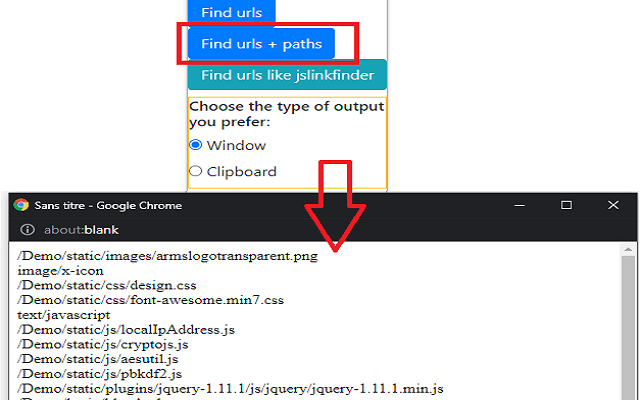 Find urls
Find urls + paths
Find urls like jslinkfinder
Choose the type of output
you prefer:
Window
Clipboard
Sans titre - Google Chrome
about:blank
/Demo/static/images/armslogotransparent.png
image/x-icon
/Demo/static/css/design.css
/Demo/static/css/font-awesome.min7.css
text/javascript
/Demo/static/js/localIpAddress.js
/Demo/static/js/cryptojs.js
/Demo/static/js/aesutil.js
/Demo/static/js/pbkdf2.js
/Demo/static/plugins/jquery-1.11.1/js/jquery/jquery-1.11.1.min.js